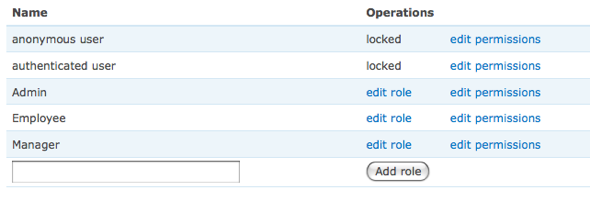 Name Operations
anonymous user locked edit permissions
authenticated user locked edit permissions
Admin edit role edit permissions
Employee edit role edit permissions
Manager edit role edit permissions
Add role